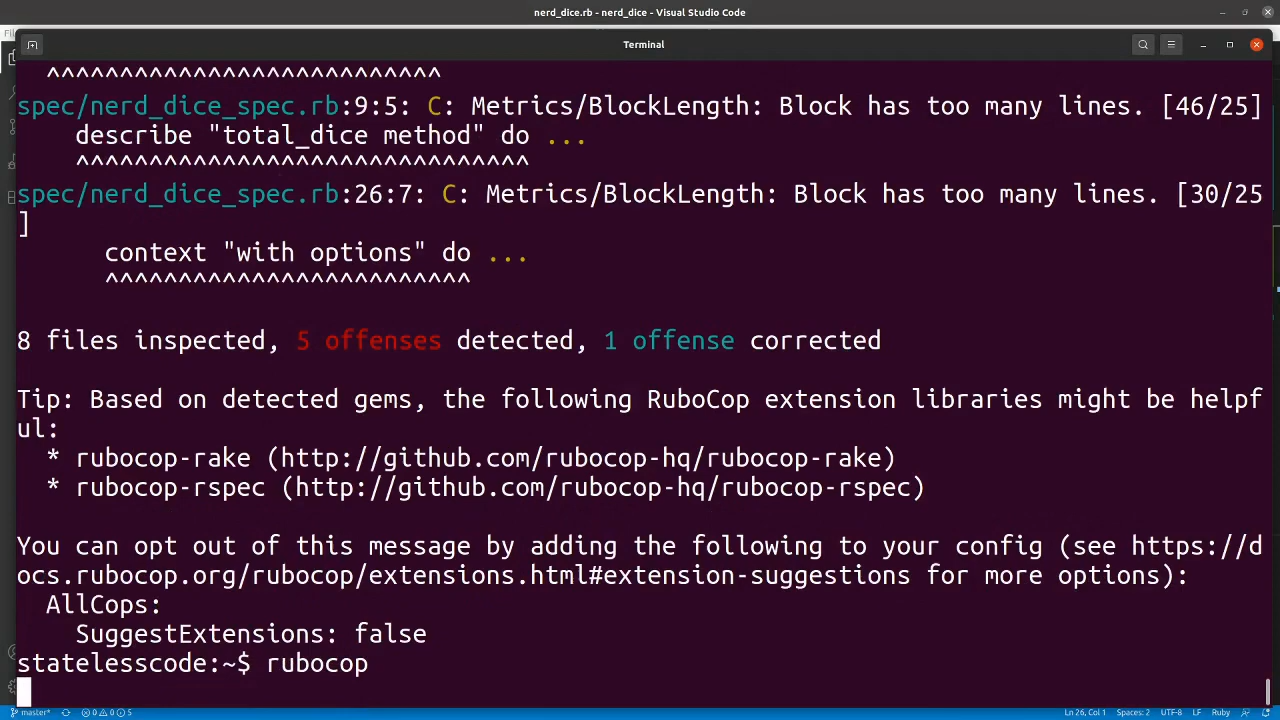 nerd_dice.rb - nerd_dice - Visual Studio Code
Terminal
^^^^^^^^^^^^^^^^^^^^^^^^^^^
spec/nerd_dice_spec.rb:9:5: C: Metrics/BlockLength: Block has too many lines. [46/25]
describe "total_dice method" do ...
^^^^^^^^^^^^^^^^^^^^^^^^^^^^^^^
spec/nerd_dice_spec.rb:26:7: C: Metrics/BlockLength: Block has too many lines. [30/25
]
context "with options" do ...
^^^^^^^^^^^^^^^^^^^^^^^^^
8 files inspected, 5 offenses detected, 1 offense corrected
Tip: Based on detected gems, the following RuboCop extension libraries might be helpf
ul:
* rubocop-rake (http://github.com/rubocop-hq/rubocop-rake)
* rubocop-rspec (http://github.com/rubocop-hq/rubocop-rspec)
You can opt out of this message by adding the following to your config (see https://d
ocs.rubocop.org/rubocop/extensions.html#extension-suggestions for more options):
AllCops:
SuggestExtensions: false
statelesscode:~$ rubocop
master* 0 0 5 Ln 26, Col 1 Spaces: 2 UTF-8 LF Ruby